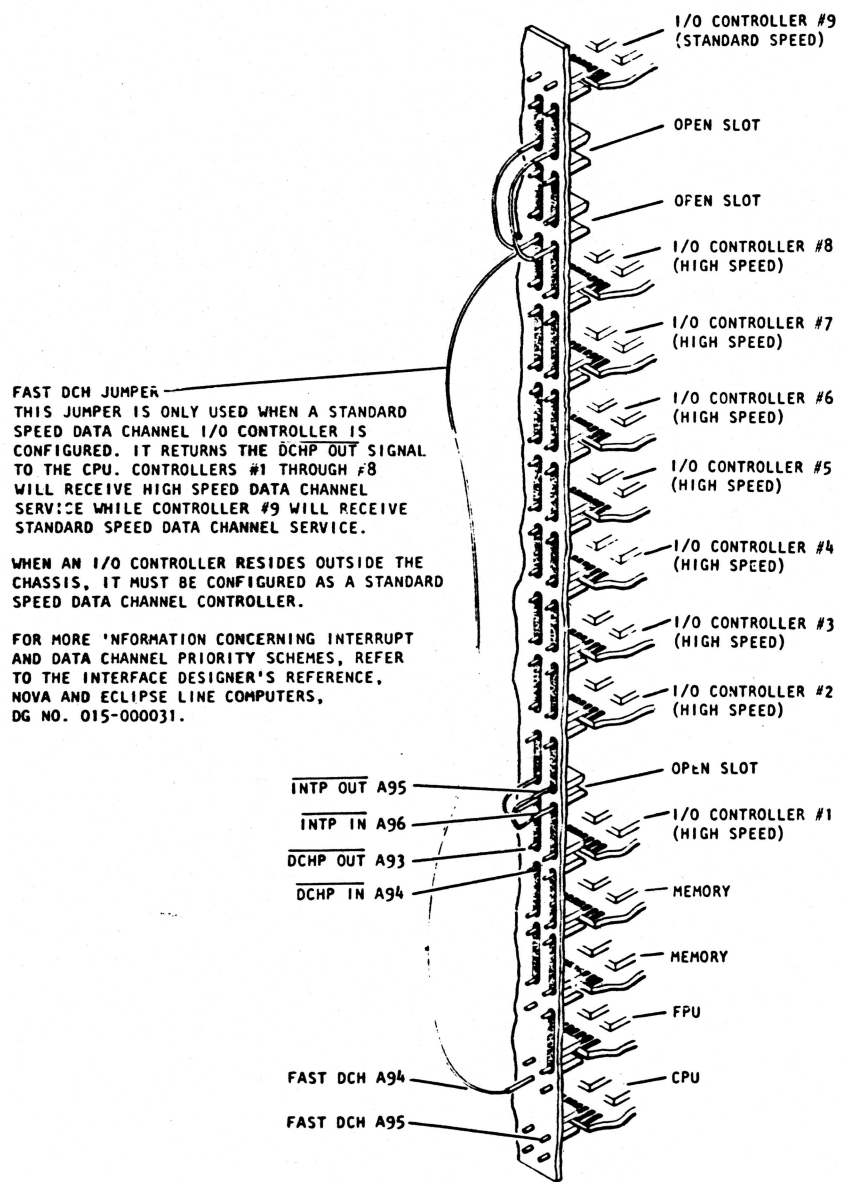 I/O CONTROLLER #9
(STANDARD SPEED)
OPEN SLOT
OPEN SLOT
I/O CONTROLLER #8
(HIGH SPEED)
I/O CONTROLLER #7
(HIGH SPEED)
I/O CONTROLLER #6
(HIGH SPEED)
I/O CONTROLLER #5
(HIGH SPEED)
I/O CONTROLLER #4
(HIGH SPEED)
I/O CONTROLLER #3
(HIGH SPEED)
I/O CONTROLLER #2
(HIGH SPEED)
OPEN SLOT
I/O CONTROLLER #1
(HIGH SPEED)
MEMORY
MEMORY
FPU
CPU
FAST DCH JUMPER
THIS JUMPER IS ONLY USED WHEN A STANDARD
SPEED DATA CHANNEL I/O CONTROLLER IS
CONFIGURED. IT RETURNS THE DCHP OUT SIGNAL
TO THE CPU. CONTROLLERS #1 THROUGH #8
WILL RECEIVE HIGH SPEED DATA CHANNEL
SERVICE WHILE CONTROLLER #9 WILL RECEIVE
STANDARD SPEED DATA CHANNEL SERVICE.
WHEN AN I/O CONTROLLER RESIDES OUTSIDE THE
CHASSIS, IT MUST BE CONFIGURED AS A STANDARD
SPEED DATA CHANNEL CONTROLLER.
FOR MORE INFORMATION CONCERNING INTERRUPT
AND DATA CHANNEL PRIORITY SCHEMES, REFER
TO THE INTERFACE DESIGNER'S REFERENCE,
NOVA AND ECLIPSE LINE COMPUTERS,
DG NO. 015-000031.
INTP OUT A95
INTP IN A96
DCHP OUT A93
DCHP IN A94
FAST DCH A94
FAST DCH A95